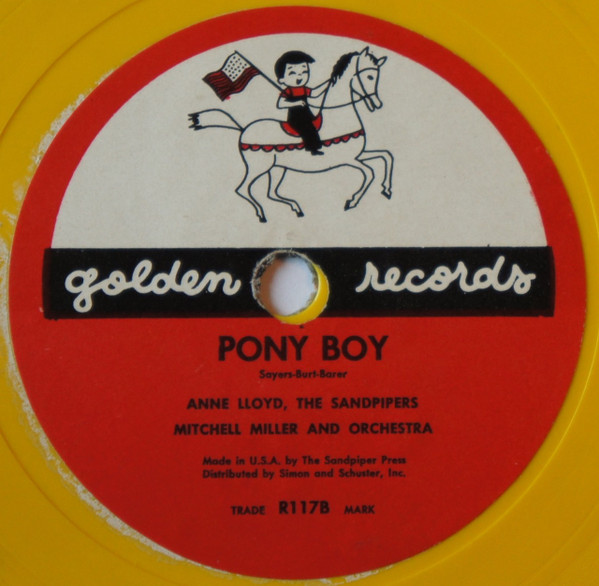 golden records
PONY BOY
Sayers-Burt-Barer
ANNE LLOYD, THE SANDPIPERS
MITCHELL MILLER AND ORCHESTRA
Made in U.S.A. by The Sandpiper Press
Distributed by Simon and Schuster, Inc.
TRADE R117B MARK